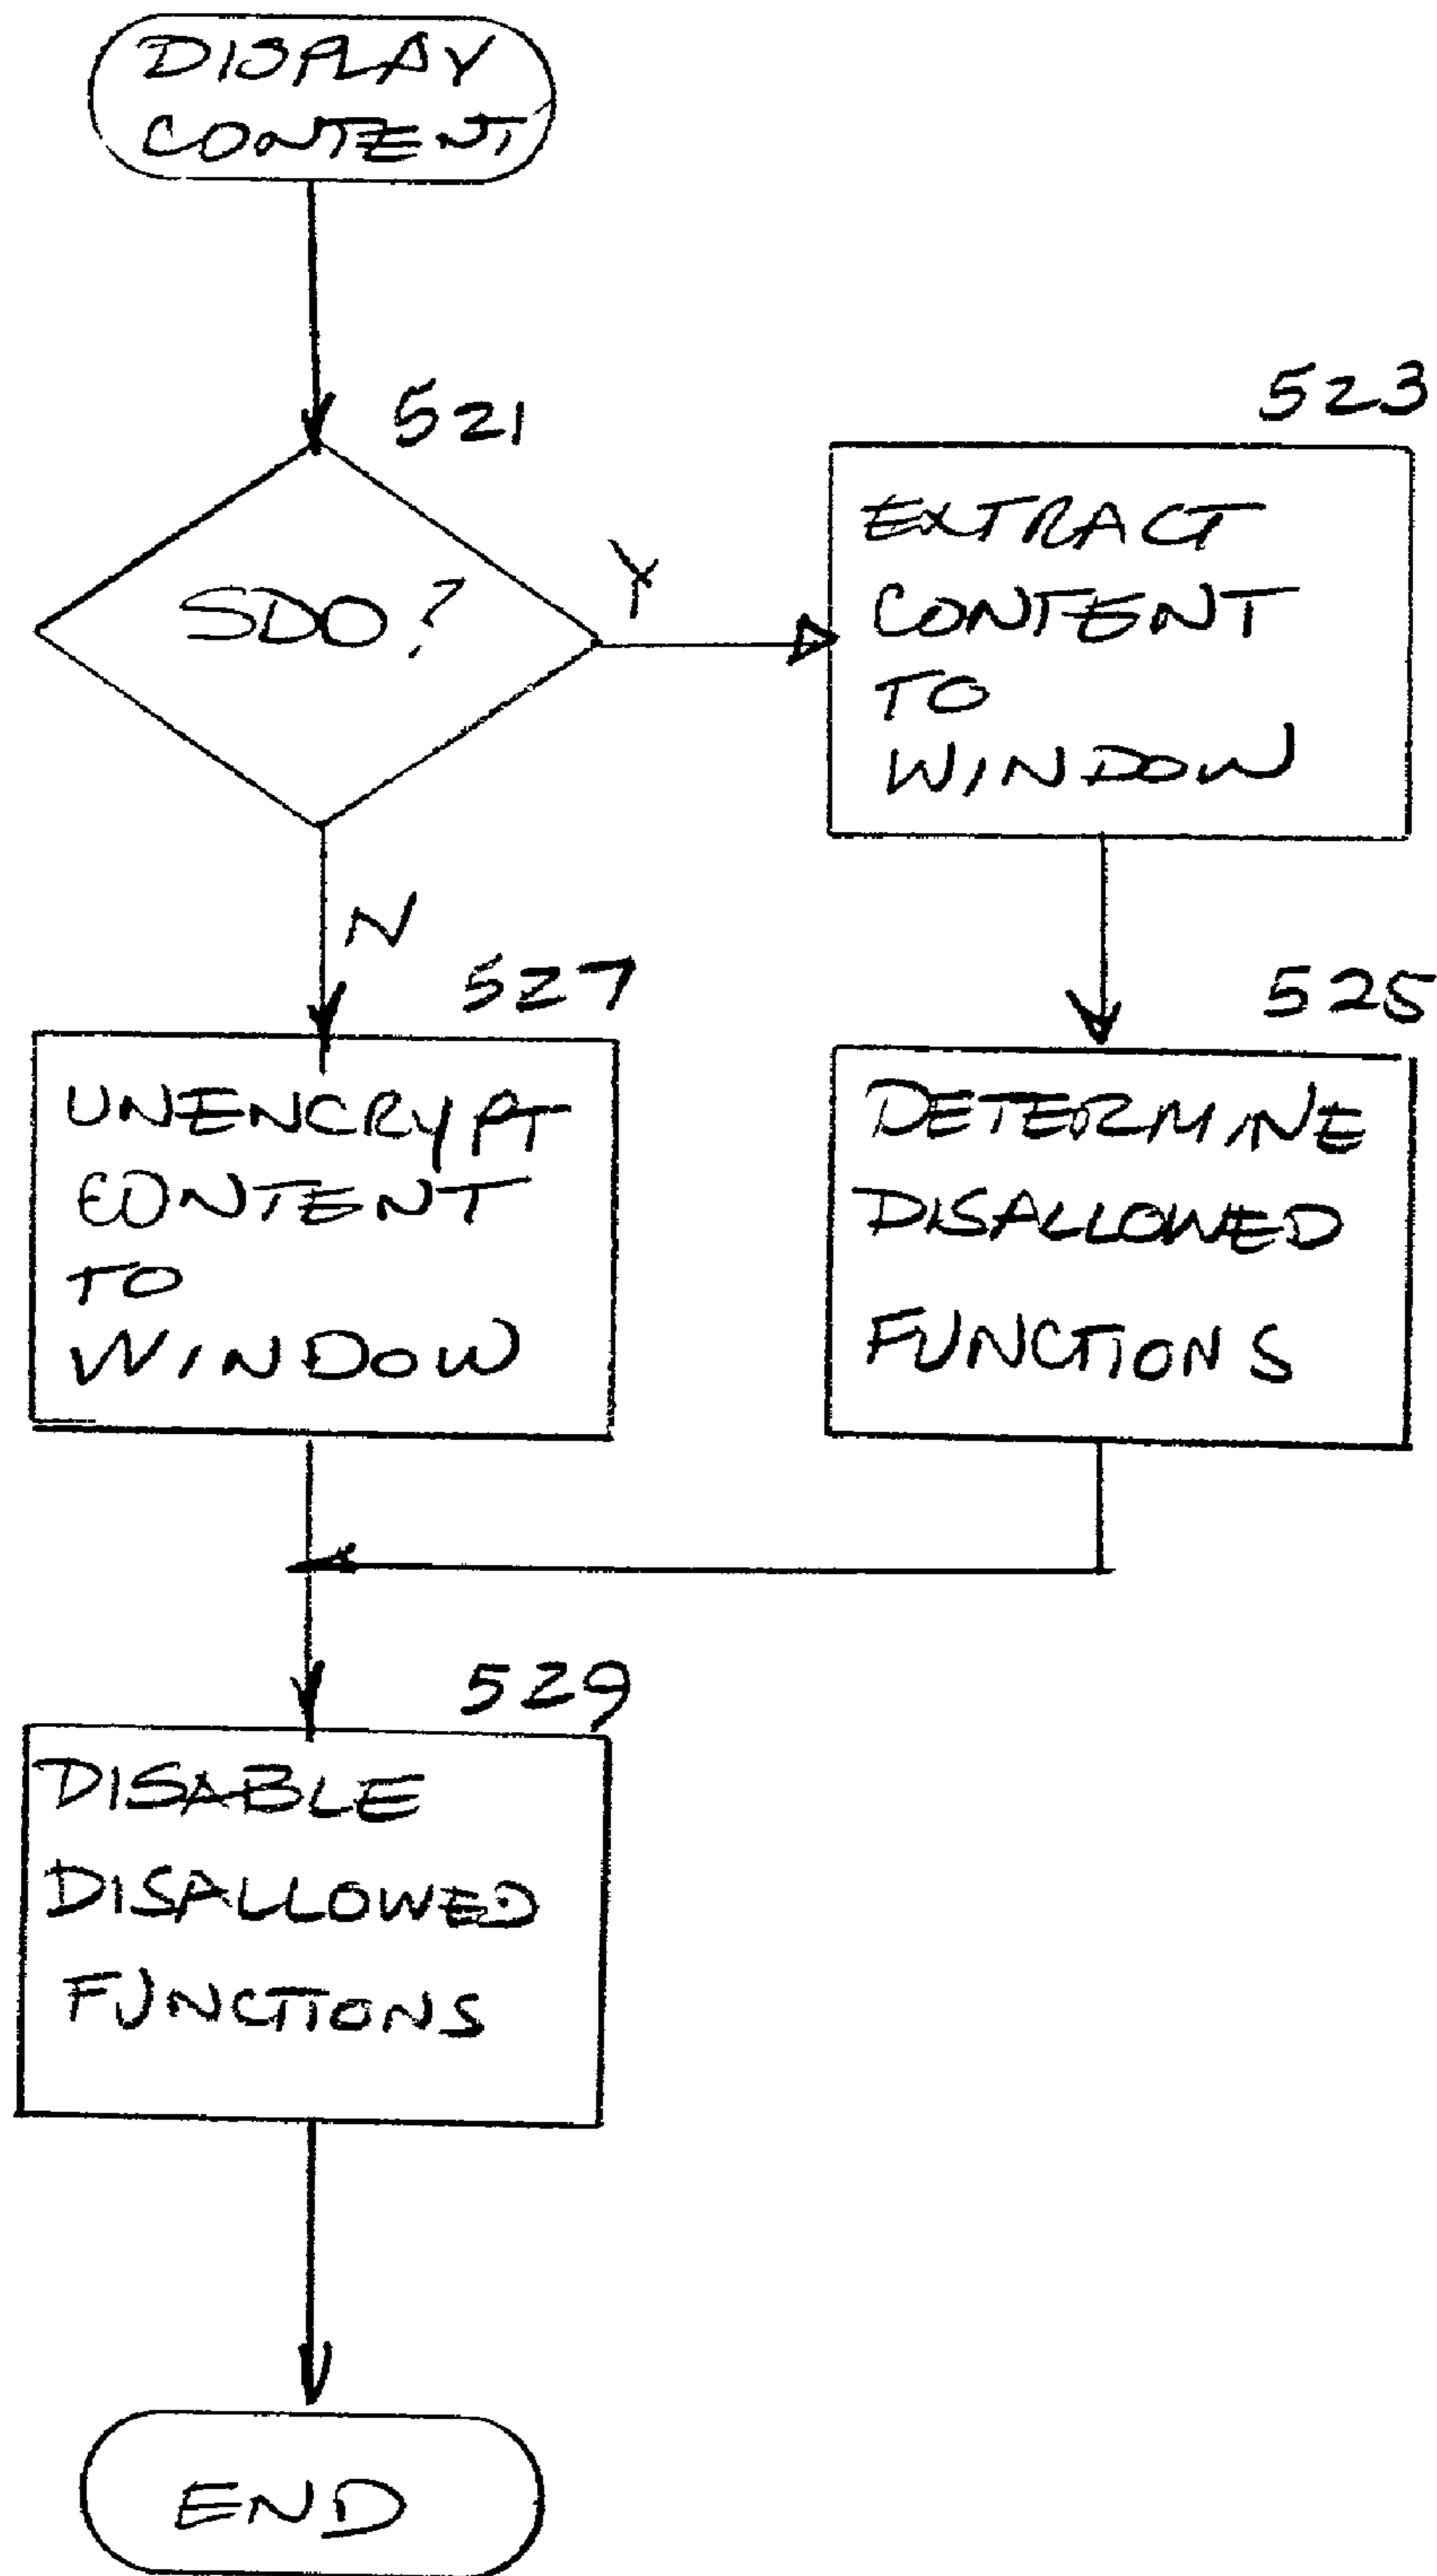 DISPLAY
CONTENT
521
SDO?
Y
N
523
EXTRACT
CONTENT
TO
WINDOW
527
UNENCRYPT
CONTENT
TO
WINDOW
525
DETERMINE
DISALLOWED
FUNCTIONS
529
DISABLE
DISALLOWED
FUNCTIONS
END